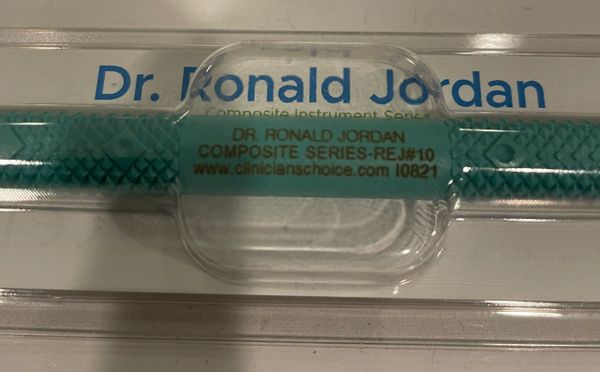 Dr. Ronald Jordan
Composite Instrument Series
DR. RONALD JORDAN
COMPOSITE SERIES-REJ#10
www.clinicianschoice.com I0821